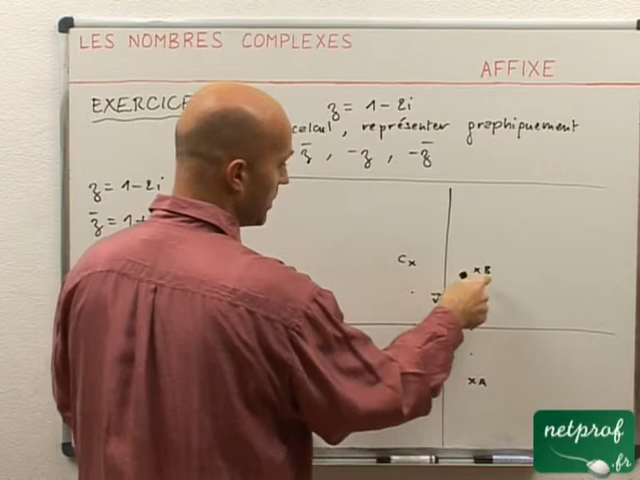 LES NOMBRES COMPLEXES
AFFIXE
EXERCICE
z = 1 - 2i
calcul, représenter graphiquement
z̄, -z, -z̄
z = 1 - 2i
z̄ = 1+
C x
x B
x A
netprof
.fr